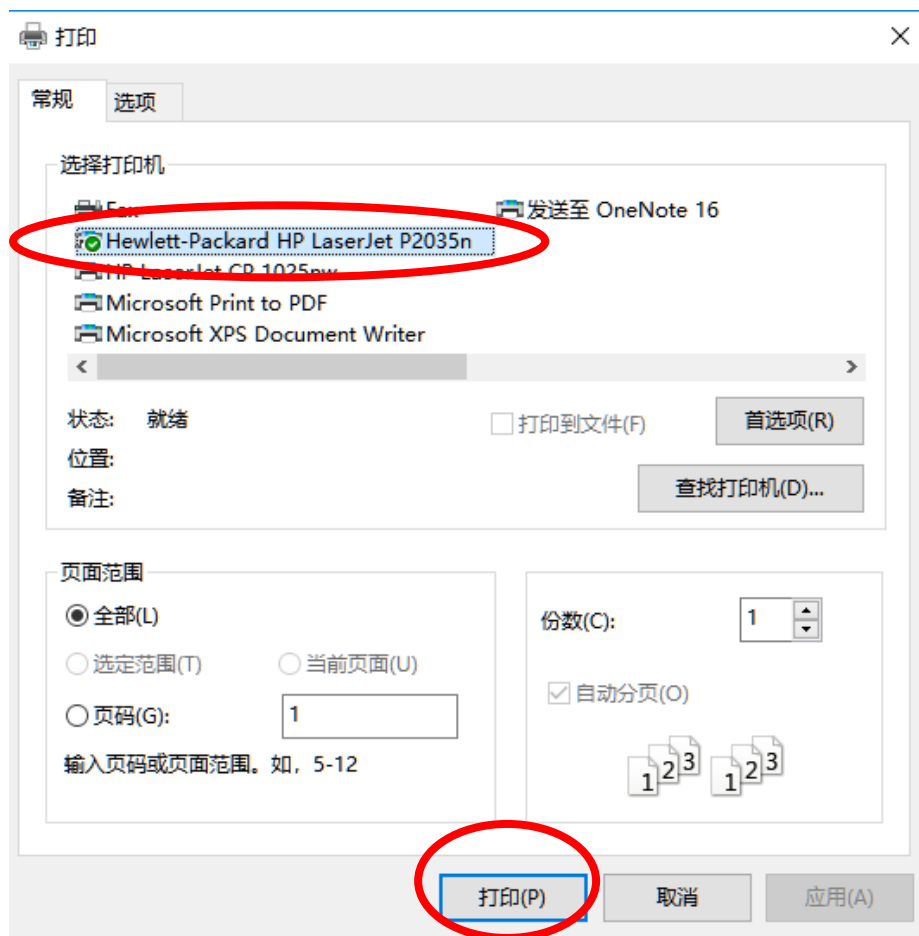 打印
常规 选项
选择打印机
Fax 发送至 OneNote 16
Hewlett-Packard HP LaserJet P2035n
HP LaserJet CP 1025nw
Microsoft Print to PDF
Microsoft XPS Document Writer
状态: 就绪 打印到文件(F) 首选项(R)
位置:
备注: 查找打印机(D)...
页面范围
全部(L)
选定范围(T) 当前页面(U)
页码(G): 1
输入页码或页面范围。如, 5-12
份数(C): 1
自动分页(O)
1 2 3 1 2 3
打印(P) 取消 应用(A)